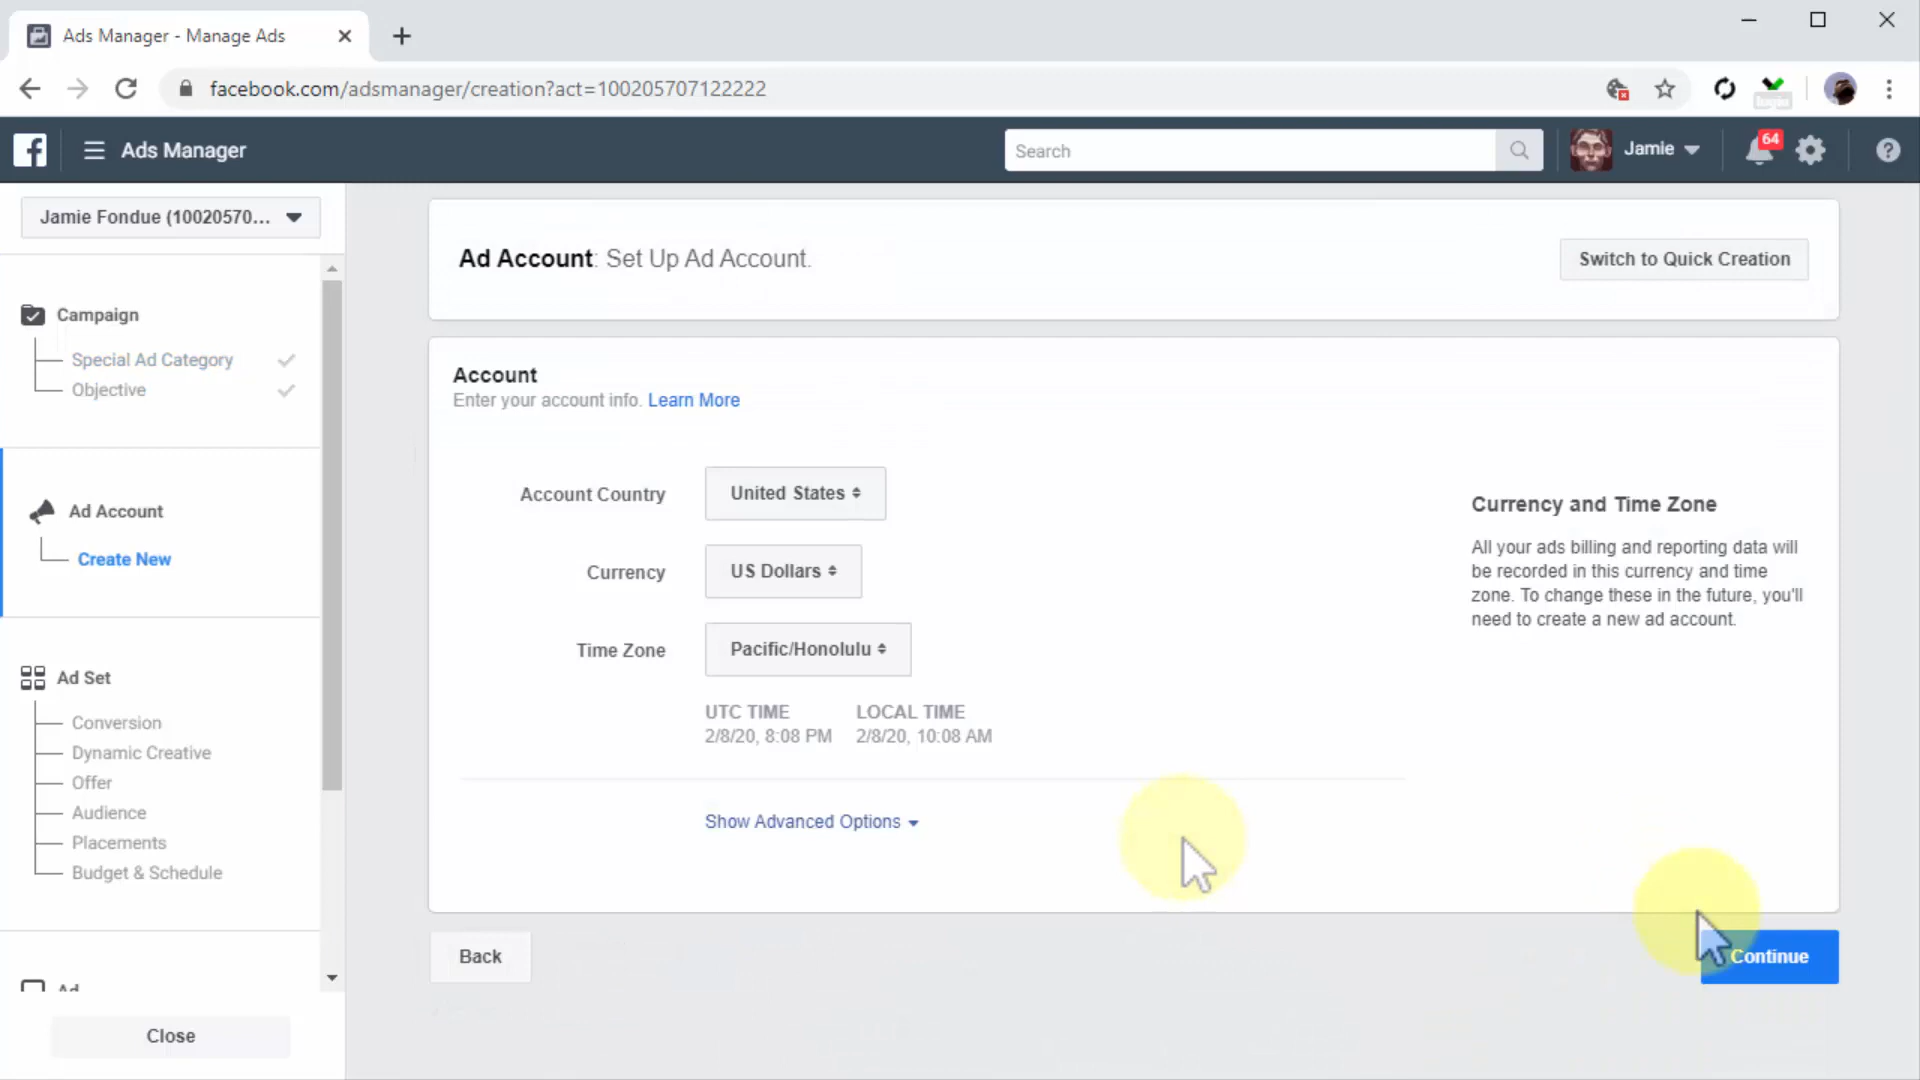 Ads Manager - Manage Ads
facebook.com/adsmanager/creation?act=100205707122222
Ads Manager
Search
Jamie
64
Jamie Fondue (10020570...
Campaign
Special Ad Category
Objective
Ad Account
Create New
Ad Set
Conversion
Dynamic Creative
Offer
Audience
Placements
Budget & Schedule
Ad
Close
Ad Account: Set Up Ad Account.
Switch to Quick Creation
Account
Enter your account info. Learn More
Account Country
United States
Currency
US Dollars
Time Zone
Pacific/Honolulu
UTC TIME
2/8/20, 8:08 PM
LOCAL TIME
2/8/20, 10:08 AM
Show Advanced Options
Currency and Time Zone
All your ads billing and reporting data will
be recorded in this currency and time
zone. To change these in the future, you'll
need to create a new ad account.
Back
Continue